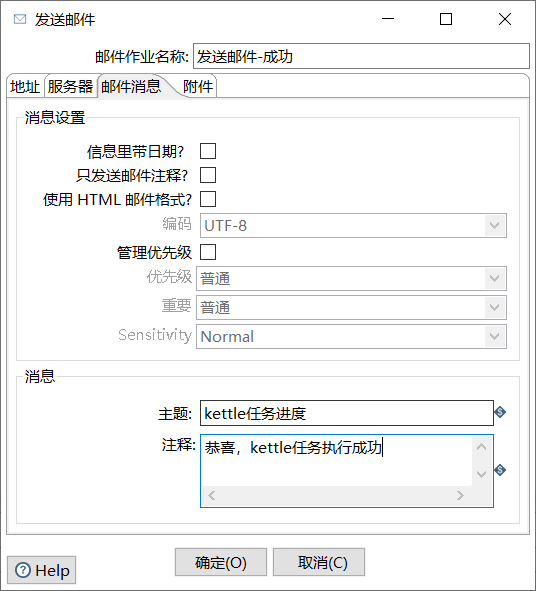 发送邮件
邮件作业名称: 发送邮件-成功
地址 服务器 邮件消息 附件
消息设置
信息里带日期?
只发送邮件注释?
使用 HTML 邮件格式?
编码 UTF-8
管理优先级
优先级 普通
重要 普通
Sensitivity Normal
消息
主题: kettle任务进度
注释: 恭喜，kettle任务执行成功
确定(O) 取消(C)
Help